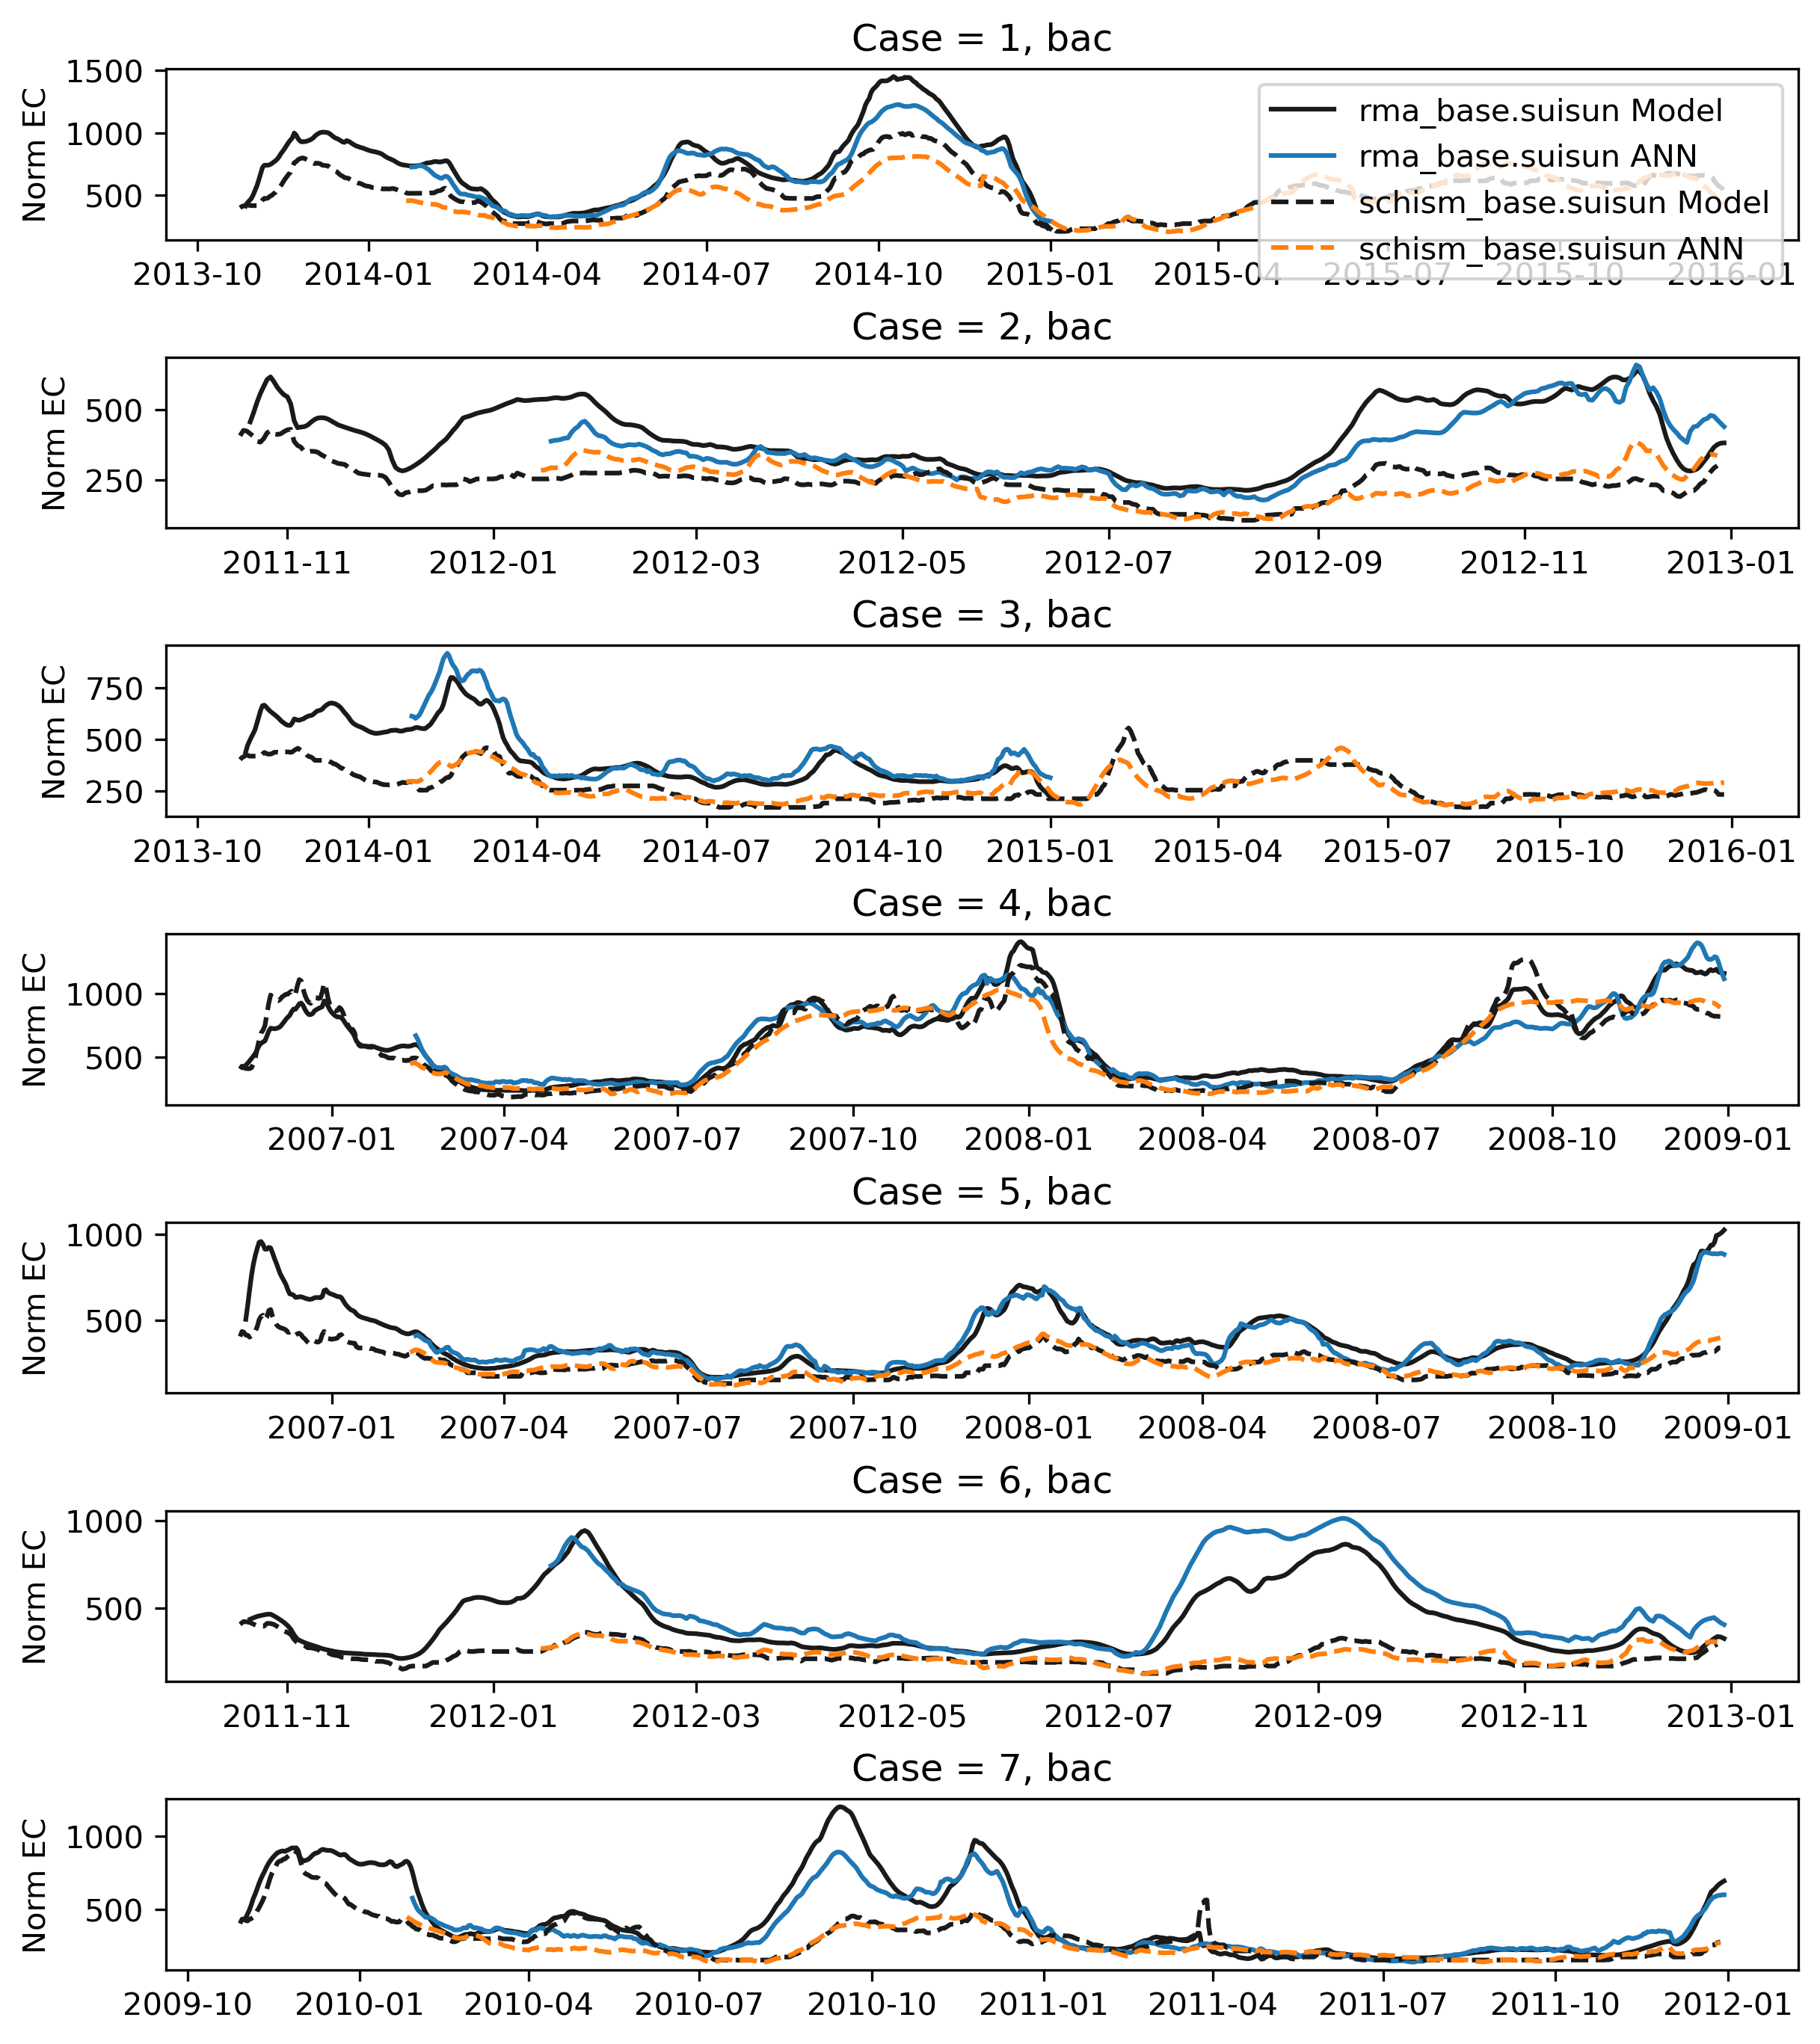 Case = 1, bac
1500
1000
500
Norm EC
rma_base.suisun Model
rma_base.suisun ANN
schism_base.suisun Model
schism_base.suisun ANN
2013-10 2014-01 2014-04 2014-07 2014-10 2015-01 2015-04 2015-07 2015-10 2016-01
Case = 2, bac
500
250
Norm EC
2011-11 2012-01 2012-03 2012-05 2012-07 2012-09 2012-11 2013-01
Case = 3, bac
750
500
250
Norm EC
2013-10 2014-01 2014-04 2014-07 2014-10 2015-01 2015-04 2015-07 2015-10 2016-01
Case = 4, bac
1000
500
Norm EC
2007-01 2007-04 2007-07 2007-10 2008-01 2008-04 2008-07 2008-10 2009-01
Case = 5, bac
1000
500
Norm EC
2007-01 2007-04 2007-07 2007-10 2008-01 2008-04 2008-07 2008-10 2009-01
Case = 6, bac
1000
500
Norm EC
2011-11 2012-01 2012-03 2012-05 2012-07 2012-09 2012-11 2013-01
Case = 7, bac
1000
500
Norm EC
2009-10 2010-01 2010-04 2010-07 2010-10 2011-01 2011-04 2011-07 2011-10 2012-01